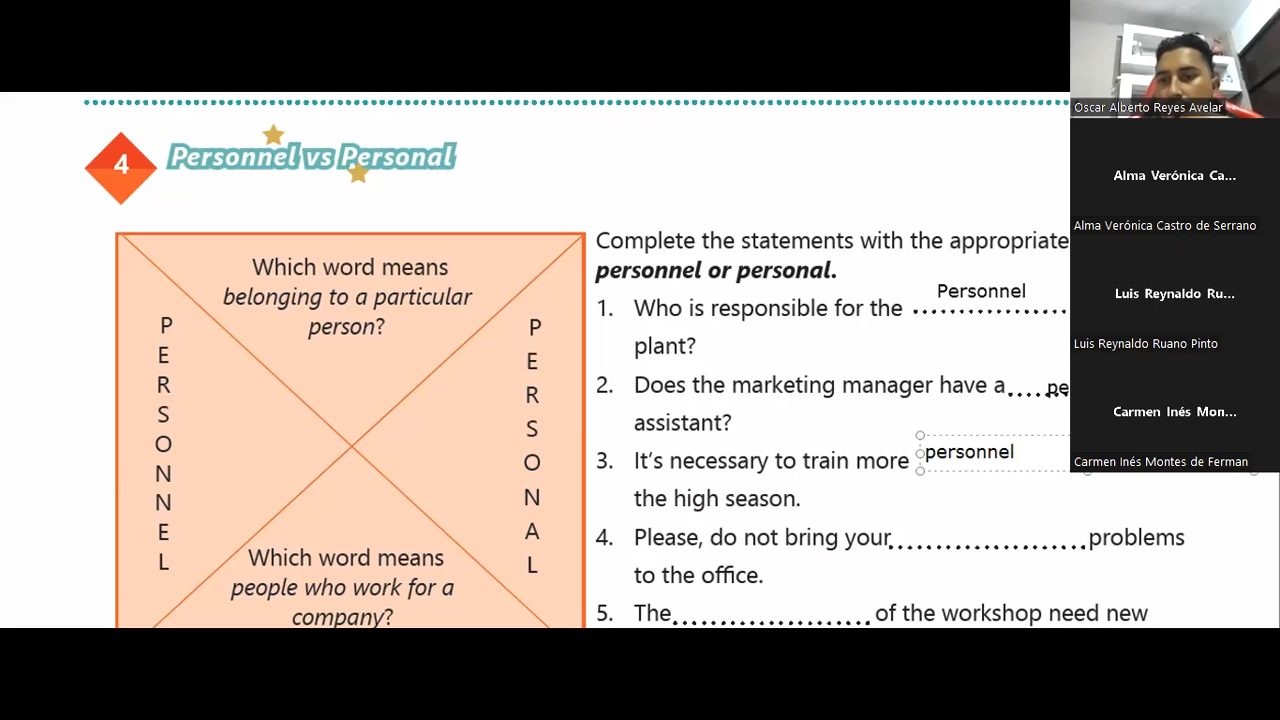 4
Personnel vs Personal
Which word means
belonging to a particular
person?
PERSONNEL
PERSONAL
Which word means
people who work for a
company?
Complete the statements with the appropriate
personnel or personal.
1. Who is responsible for the Personnel
plant?
2. Does the marketing manager have a
assistant?
3. It's necessary to train more personnel
the high season.
4. Please, do not bring your problems
to the office.
5. The of the workshop need new
Oscar Alberto Reyes Avelar
Alma Verónica Ca...
Alma Verónica Castro de Serrano
Luis Reynaldo Ru...
Luis Reynaldo Ruano Pinto
Carmen Inés Mon...
Carmen Inés Montes de Ferman